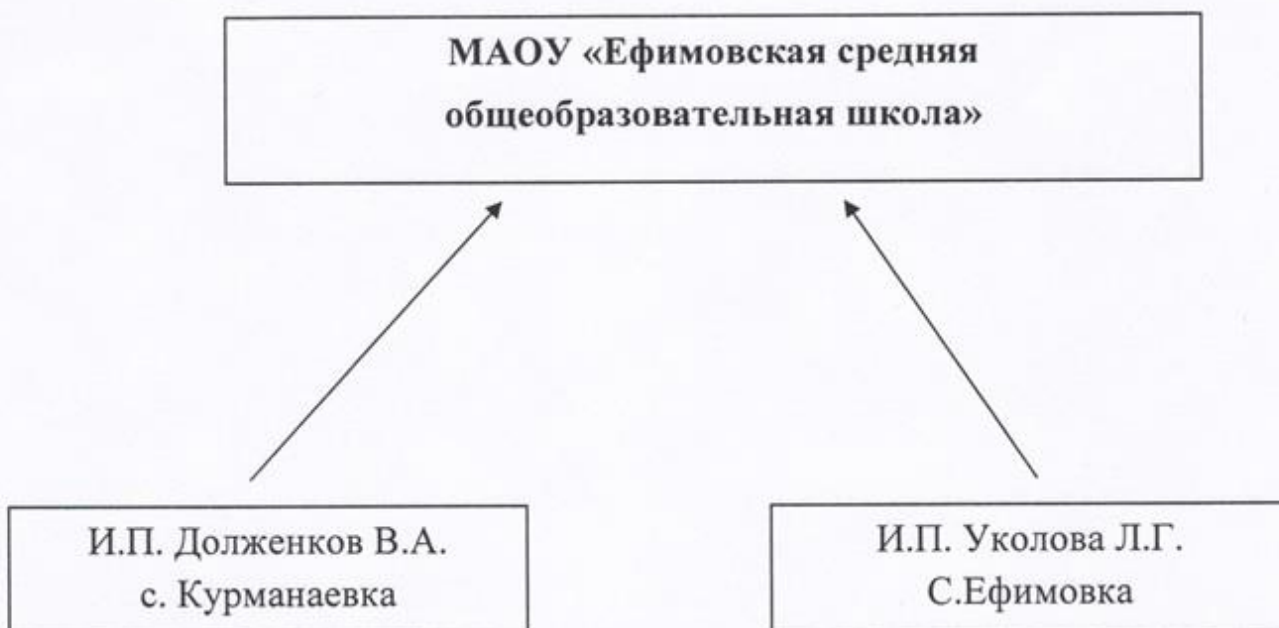 МАОУ «Ефимовская средняя
общеобразовательная школа»
И.П. Долженков В.А.
с. Курманаевка
И.П. Уколова Л.Г.
С.Ефимовка